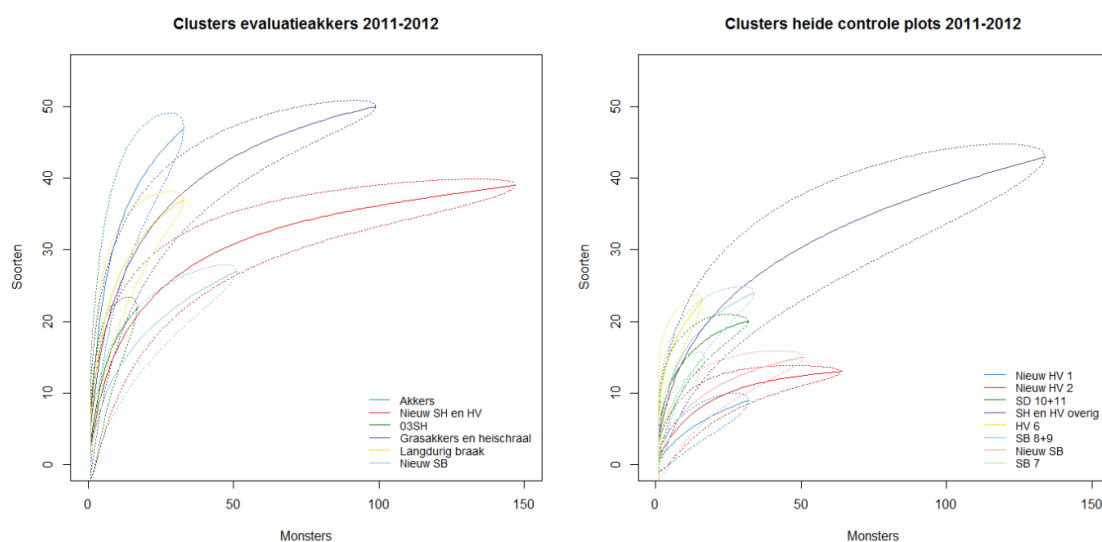 Clusters evaluatieakkers 2011-2012
Soorten
50
40
30
20
10
0
Akkers
Nieuw SH en HV
03SH
Grasakkers en heischraal
Langdurig braak
Nieuw SB
0 50 100 150
Monsters
Clusters heide controle plots 2011-2012
Soorten
50
40
30
20
10
0
Nieuw HV 1
Nieuw HV 2
SD 10+11
SH en HV overig
HV 6
SB 8+9
Nieuw SB
SB 7
0 50 100 150
Monsters